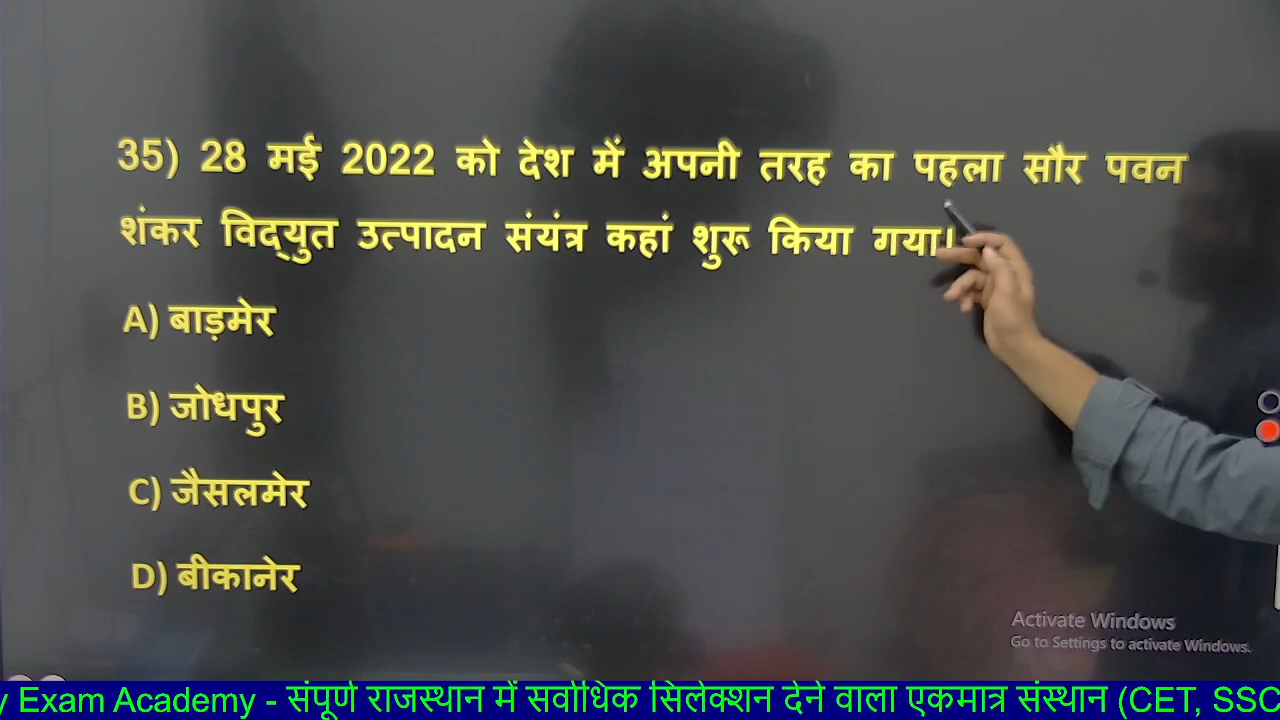 35) 28 मई 2022 को देश में अपनी तरह का पहला सौर पवन
शंकर विद्‌युत उत्पादन संयंत्र कहां शुरू किया गया।
A) बाड़मेर
B) जोधपुर
C) जैसलमेर
D) बीकानेर
Activate Windows
Go to Settings to activate Windows.
y Exam Academy - संपूर्ण राजस्थान में सर्वाधिक सिलेक्शन देने वाला एकमात्र संस्थान (CET, SSC